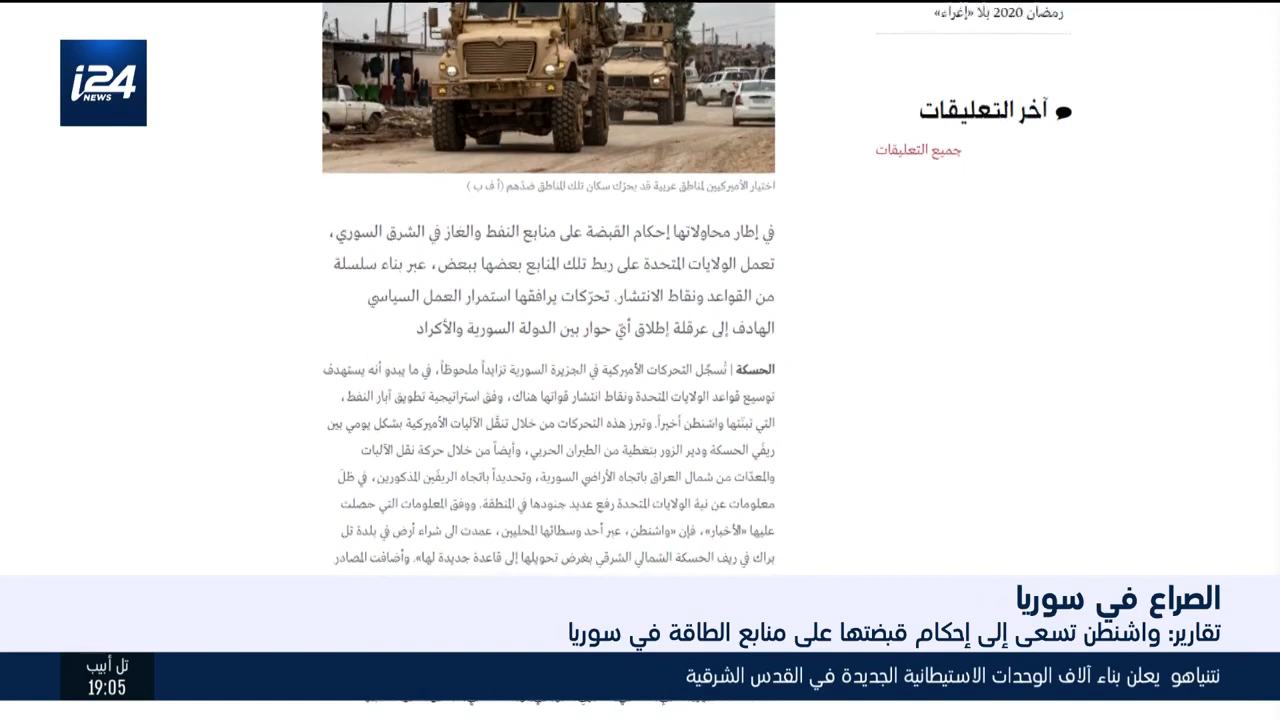 رمضان 2020 بلا «إغراء»
i24
NEWS
آخر التعليقات
جميع التعليقات
اختيار الأميركيين لمناطق عربية قد يحرّك سكان تلك المناطق ضدّهم (أ ف ب )
في إطار محاولاتها إحكام القبضة على منابع النفط والغاز في الشرق السوري،
تعمل الولايات المتحدة على ربط تلك المنابع بعضها ببعض، عبر بناء سلسلة
من القواعد ونقاط الانتشار. تحرّكات يرافقها استمرار العمل السياسي
الهادف إلى عرقلة إطلاق أيّ حوار بين الدولة السورية والأكراد
الحسكة | تُسجَّل التحركات الأميركية في الجزيرة السورية تزايداً ملحوظاً، في ما يبدو أنه يستهدف
توسيع قواعد الولايات المتحدة ونقاط انتشار قواتها هناك، وفق استراتيجية تطويق آبار النفط،
التي تبنّتها واشنطن أخيراً. وتبرز هذه التحركات من خلال تنقّل الآليات الأميركية بشكل يومي بين
ريفَي الحسكة ودير الزور بتغطية من الطيران الحربي، وأيضاً من خلال حركة نقل الآليات
والمعدّات من شمال العراق باتجاه الأراضي السورية، وتحديداً باتجاه الريفَين المذكورين، في ظلّ
معلومات عن نية الولايات المتحدة رفع عديد جنودها في المنطقة. ووفق المعلومات التي حصلت
عليها «الأخبار»، فإن «واشنطن، عبر أحد وسطائها المحليين، عمدت الى شراء أرض في بلدة تل
براك في ريف الحسكة الشمالي الشرقي بغرض تحويلها إلى قاعدة جديدة لها». وأضافت المصادر
الصراع في سوريا
تقارير: واشنطن تسعى إلى إحكام قبضتها على منابع الطاقة في سوريا
نتنياهو يعلن بناء آلاف الوحدات الاستيطانية الجديدة في القدس الشرقية
تل أبيب
19:05